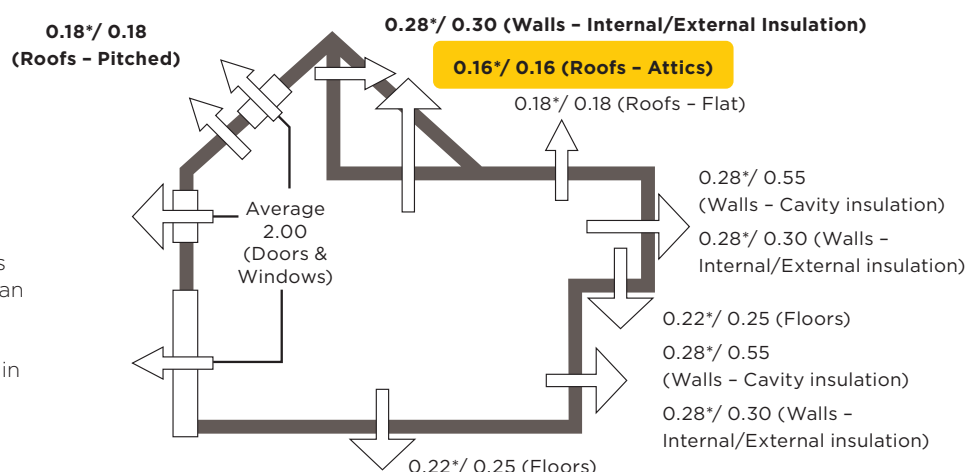 0.18*/ 0.18
(Roofs – Pitched)
0.28*/ 0.30 (Walls – Internal/External Insulation)
0.16*/ 0.16 (Roofs – Attics)
0.18*/ 0.18 (Roofs – Flat)
0.28*/ 0.55
(Walls – Cavity insulation)
0.28*/ 0.30 (Walls –
Internal/External insulation)
Average
2.00
(Doors &
Windows)
s
an
in
0.22*/ 0.25 (Floors)
0.28*/ 0.55
(Walls – Cavity insulation)
0.28*/ 0.30 (Walls –
Internal/External insulation)
0.22*/ 0.25 (Floors)